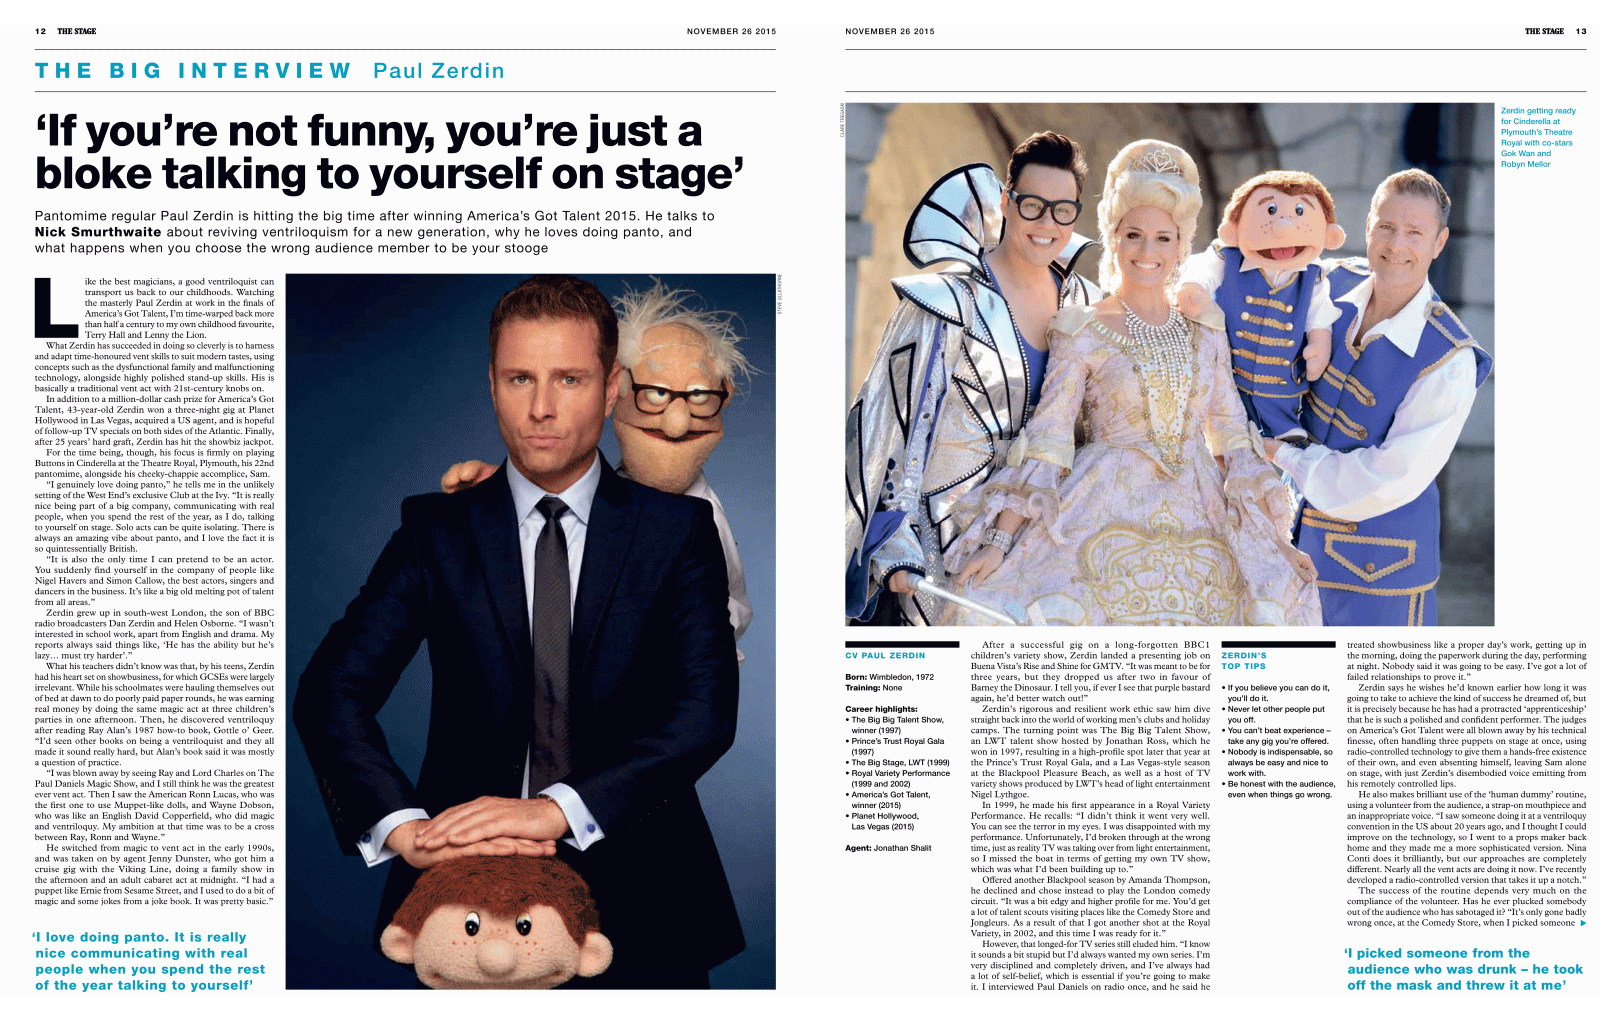 12 THE STAGE
NOVEMBER 26 2015
THE BIG INTERVIEW Paul Zerdin
‘If you’re not funny, you’re just a
bloke talking to yourself on stage’
Pantomime regular Paul Zerdin is hitting the big time after winning America’s Got Talent 2015. He talks to
Nick Smurthwaite about reviving ventriloquism for a new generation, why he loves doing panto, and
what happens when you choose the wrong audience member to be your stooge
Like the best magicians, a good ventriloquist can
transport us back to our childhoods. Watching
the masterly Paul Zerdin at work in the finals of
America’s Got Talent, I’m time-warped back more
than half a century to my own childhood favourite,
Terry Hall and Lenny the Lion.
What Zerdin has succeeded in doing so cleverly is to harness
and adapt time-honoured vent skills to suit modern tastes, using
concepts such as the dysfunctional family and malfunctioning
technology, alongside highly polished stand-up skills. His is
basically a traditional vent act with 21st-century knobs on.
In addition to a million-dollar cash prize for America’s Got
Talent, 43-year-old Zerdin won a three-night gig at Planet
Hollywood in Las Vegas, acquired a US agent, and is hopeful
of follow-up TV specials on both sides of the Atlantic. Finally,
after 25 years’ hard graft, Zerdin has hit the showbiz jackpot.
For the time being, though, his focus is firmly on playing
Buttons in Cinderella at the Theatre Royal, Plymouth, his 22nd
pantomime, alongside his cheeky-chappie accomplice, Sam.
“I genuinely love doing panto,” he tells me in the unlikely
setting of the West End’s exclusive Club at the Ivy. “It is really
nice being part of a big company, communicating with real
people, when you spend the rest of the year, as I do, talking
to yourself on stage. Solo acts can be quite isolating. There is
always an amazing vibe about panto, and I love the fact it is
so quintessentially British.
“It is also the only time I can pretend to be an actor.
You suddenly find yourself in the company of people like
Nigel Havers and Simon Callow, the best actors, singers and
dancers in the business. It’s like a big old melting pot of talent
from all areas.”
Zerdin grew up in south-west London, the son of BBC
radio broadcasters Dan Zerdin and Helen Osborne. “I wasn’t
interested in school work, apart from English and drama. My
reports always said things like, ‘He has the ability but he’s
lazy… must try harder’.”
What his teachers didn’t know was that, by his teens, Zerdin
had his heart set on showbusiness, for which GCSEs were largely
irrelevant. While his schoolmates were hauling themselves out
of bed at dawn to do poorly paid paper rounds, he was earning
real money by doing the same magic act at three children’s
parties in one afternoon. Then, he discovered ventriloquy
after reading Ray Alan’s 1987 how-to book, Gottle o’ Geer.
“I’d seen other books on being a ventriloquist and they all
made it sound really hard, but Alan’s book said it was mostly
a question of practice.
“I was blown away by seeing Ray and Lord Charles on The
Paul Daniels Magic Show, and I still think he was the greatest
ever vent act. Then I saw the American Ronn Lucas, who was
the first one to use Muppet-like dolls, and Wayne Dobson,
who was like an English David Copperfield, who did magic
and ventriloquy. My ambition at that time was to be a cross
between Ray, Ronn and Wayne.”
He switched from magic to vent act in the early 1990s,
and was taken on by agent Jenny Dunster, who got him a
cruise gig with the Viking Line, doing a family show in
the afternoon and an adult cabaret act at midnight. “I had a
puppet like Ernie from Sesame Street, and I used to do a bit of
magic and some jokes from a joke book. It was pretty basic.”
‘I love doing panto. It is really
nice communicating with real
people when you spend the rest
of the year talking to yourself’
STEVE ULLATHORNE
NOVEMBER 26 2015
THE STAGE 13
CLARE TREGASKIS
Zerdin getting ready
for Cinderella at
Plymouth’s Theatre
Royal with co-stars
Gok Wan and
Robyn Mellor
CV PAUL ZERDIN
Born: Wimbledon, 1972
Training: None
Career highlights:
• The Big Big Talent Show,
winner (1997)
• Prince’s Trust Royal Gala
(1997)
• The Big Stage, LWT (1999)
• Royal Variety Performance
(1999 and 2002)
• America’s Got Talent,
winner (2015)
• Planet Hollywood,
Las Vegas (2015)
Agent: Jonathan Shalit
After a successful gig on a long-forgotten BBC1
children’s variety show, Zerdin landed a presenting job on
Buena Vista’s Rise and Shine for GMTV. “It was meant to be for
three years, but they dropped us after two in favour of
Barney the Dinosaur. I tell you, if ever I see that purple bastard
again, he’d better watch out!”
Zerdin’s rigorous and resilient work ethic saw him dive
straight back into the world of working men’s clubs and holiday
camps. The turning point was The Big Big Talent Show,
an LWT talent show hosted by Jonathan Ross, which he
won in 1997, resulting in a high-profile spot later that year at
the Prince’s Trust Royal Gala, and a Las Vegas-style season
at the Blackpool Pleasure Beach, as well as a host of TV
variety shows produced by LWT’s head of light entertainment
Nigel Lythgoe.
In 1999, he made his first appearance in a Royal Variety
Performance. He recalls: “I didn’t think it went very well.
You can see the terror in my eyes. I was disappointed with my
performance. Unfortunately, I’d broken through at the wrong
time, just as reality TV was taking over from light entertainment,
so I missed the boat in terms of getting my own TV show,
which was what I’d been building up to.”
Offered another Blackpool season by Amanda Thompson,
he declined and chose instead to play the London comedy
circuit. “It was a bit edgy and higher profile for me. You’d get
a lot of talent scouts visiting places like the Comedy Store and
Jongleurs. As a result of that I got another shot at the Royal
Variety, in 2002, and this time I was ready for it.”
However, that longed-for TV series still eluded him. “I know
it sounds a bit stupid but I’d always wanted my own series. I’m
very disciplined and completely driven, and I’ve always had
a lot of self-belief, which is essential if you’re going to make
it. I interviewed Paul Daniels on radio once, and he said he
ZERDIN’S
TOP TIPS
• If you believe you can do it,
you’ll do it.
• Never let other people put
you off.
• You can’t beat experience –
take any gig you’re offered.
• Nobody is indispensable, so
always be easy and nice to
work with.
• Be honest with the audience,
even when things go wrong.
treated showbusiness like a proper day’s work, getting up in
the morning, doing the paperwork during the day, performing
at night. Nobody said it was going to be easy. I’ve got a lot of
failed relationships to prove it.”
Zerdin says he wishes he’d known earlier how long it was
going to take to achieve the kind of success he dreamed of, but
it is precisely because he has had a protracted ‘apprenticeship’
that he is such a polished and confident performer. The judges
on America’s Got Talent were all blown away by his technical
finesse, often handling three puppets on stage at once, using
radio-controlled technology to give them a hands-free existence
of their own, and even absenting himself, leaving Sam alone
on stage, with just Zerdin’s disembodied voice emitting from
his remotely controlled lips.
He also makes brilliant use of the ‘human dummy’ routine,
using a volunteer from the audience, a strap-on mouthpiece and
an inappropriate voice. “I saw someone doing it at a ventriloquy
convention in the US about 20 years ago, and I thought I could
improve on the technology, so I went to a props maker back
home and they made me a more sophisticated version. Nina
Conti does it brilliantly, but our approaches are completely
different. Nearly all the vent acts are doing it now. I’ve recently
developed a radio-controlled version that takes it up a notch.”
The success of the routine depends very much on the
compliance of the volunteer. Has he ever plucked somebody
out of the audience who has sabotaged it? “It’s only gone badly
wrong once, at the Comedy Store, when I picked someone ▶
‘I picked someone from the
audience who was drunk – he took
off the mask and threw it at me’